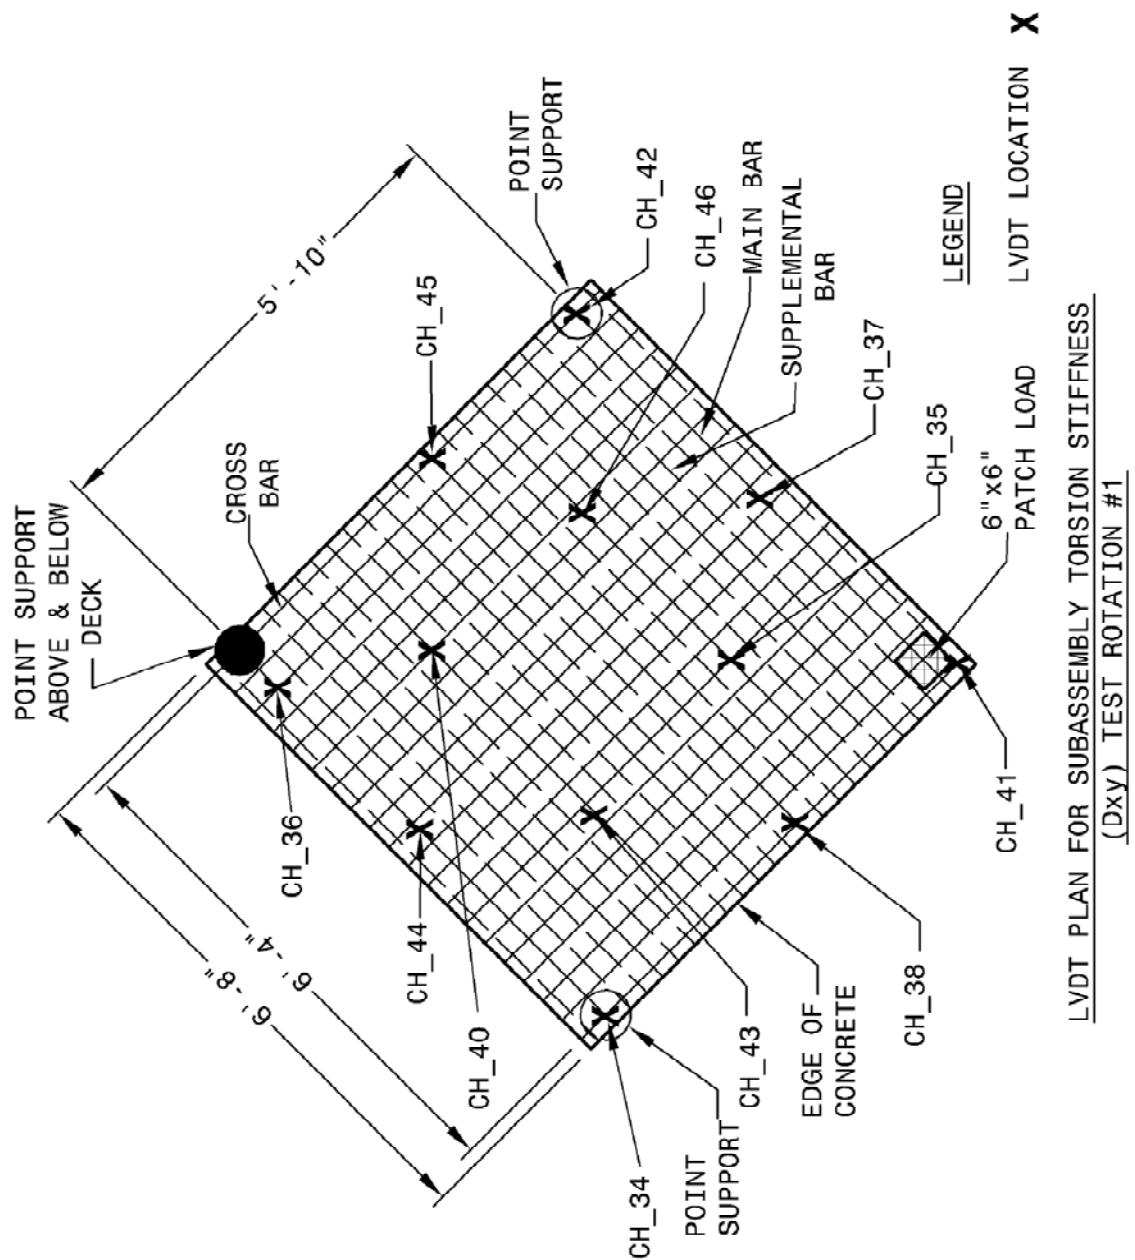 POINT SUPPPORT
ABOVE & BELOW
DECK
5'-10"
6'-4"
6'-8"
CROSS
BAR
POINT
SUPPORT
CH_45
CH_42
CH_36
CH_46
CH_44
MAIN BAR
SUPPLEMENTAL
BAR
CH_40
CH_37
CH_34
CH_43
CH_35
POINT
SUPPORT
EDGE OF
CONCRETE
CH_38
CH_41
6"x6"
PATCH LOAD
LEGEND
LVDT LOCATION X
LVDT PLAN FOR SUBASSEMBLY TORSION STIFFNESS
(Dxy) TEST ROTATION #1